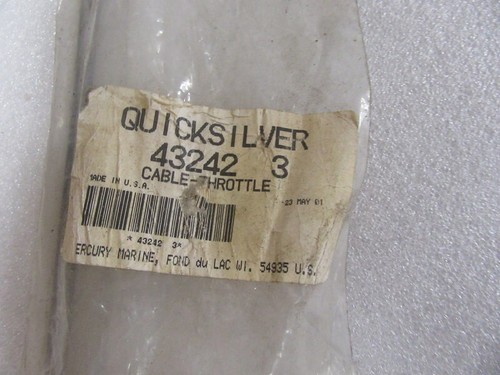 QUICKSILVER
43242 3
CABLE-THROTTLE
MADE IN U.S.A.
23 MAY 01
* 43242 3*
ERCURY MARINE, FOND du LAC WI. 54935 U.S.